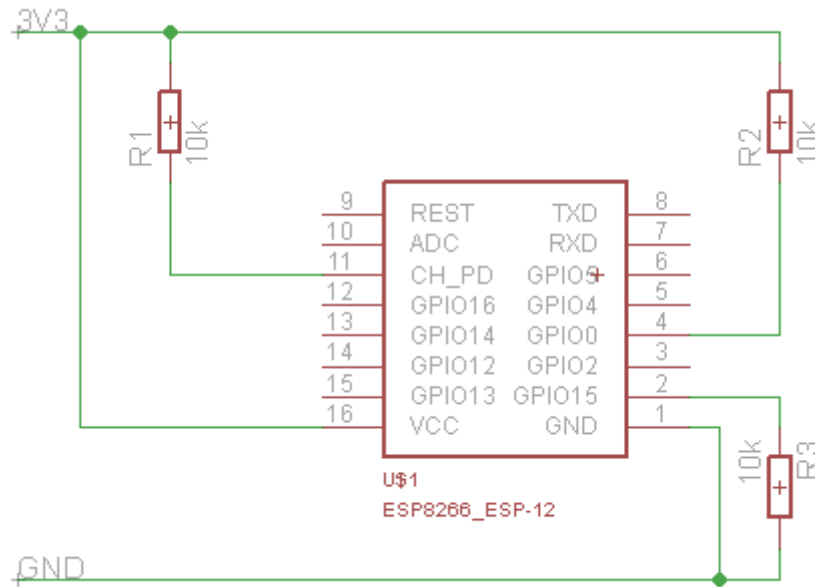 3V3
R1
10k
R2
10k
9 REST TXD 8
10 ADC RXD 7
11 CH_PD GPIO5 6
12 GPIO16 GPIO4 5
13 GPIO14 GPIO0 4
14 GPIO12 GPIO2 3
15 GPIO13 GPIO15 2
16 VCC GND 1
10k
R3
U$1
ESP8266_ESP-12
GND